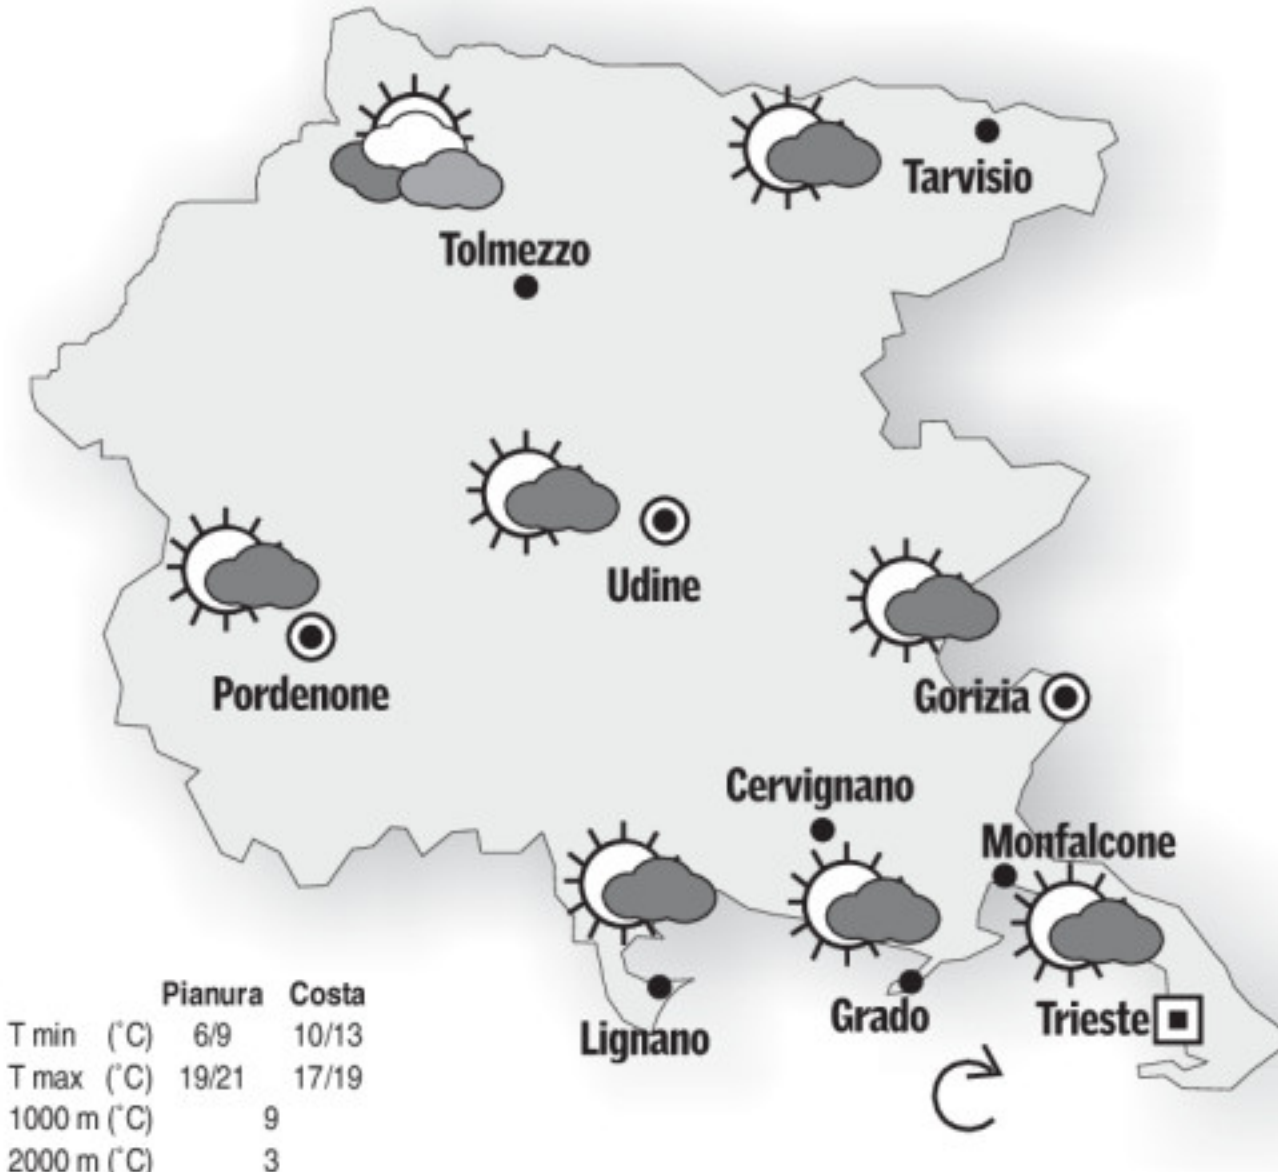 Tarvisio
Tolmezzo
Udine
Pordenone
Gorizia
Cervignano
Monfalcone
Grado
Trieste
Lignano
Pianura Costa
T min (°C) 6/9 10/13
T max (°C) 19/21 17/19
1000 m (°C) 9
2000 m (°C) 3